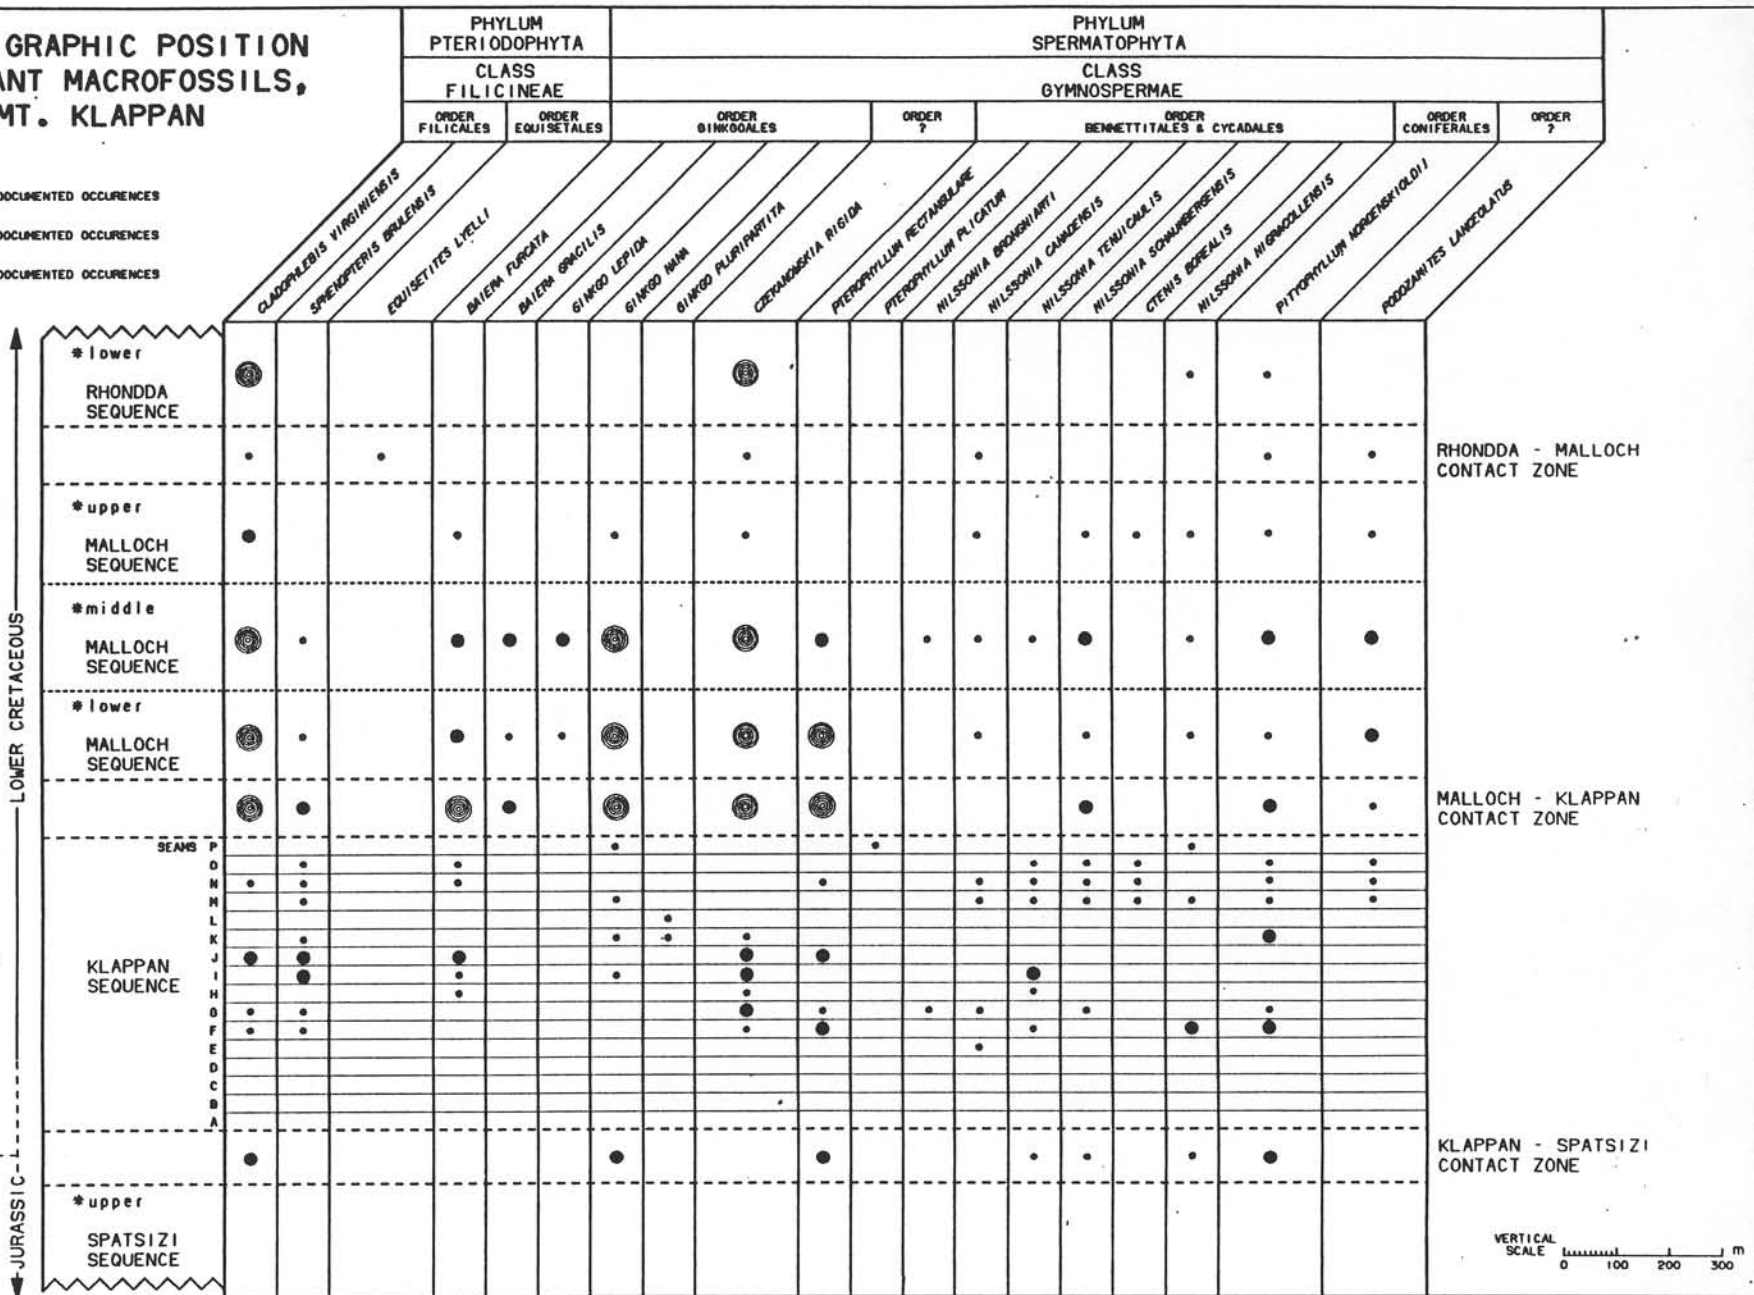 GRAPHIC POSITION
ANT MACROFOSSILS,
MT. KLAPPAN
DOCUMENTED OCCURENCES
DOCUMENTED OCCURENCES
DOCUMENTED OCCURENCES
PHYLUM
PTERIODOPHYTA
PHYLUM
SPERMATOPHYTA
CLASS
FILICINEAE
CLASS
GYMNOSPERMAE
ORDER
FILICALES
ORDER
EQUISETALES
ORDER
GINKGOALES
ORDER
?
ORDER
BENNETTITALES & CYCADALES
ORDER
CONIFERALES
ORDER
?
CLADOPHLEBIS VIRGINIENSIS
SPHENOPTERIS BRULENSIS
EQUISETITES LYELLI
BAIERA FURCATA
BAIERA GRACILIS
GINKGO LEPIDA
GINKGO NANA
GINKGO PLURIPARTITA
CZEKANOWSKIA RIGIDA
PTEROPHYLLUM RECTANGULARE
PTEROPHYLLUM PLICATUM
NILSSONIA BRONGNIARTI
NILSSONIA CANADENSIS
NILSSONIA TENUICAULIS
NILSSONIA SCHAUMBERGENSIS
CTENIS BOREALIS
NILSSONIA NIGRACOLLENSIS
PITYOPHYLLUM NORDENSKIOLDII
PODOZAMITES LANCEOLATUS
LOWER CRETACEOUS
JURASSIC
*lower
RHONDDA
SEQUENCE
RHONDDA - MALLOCH
CONTACT ZONE
*upper
MALLOCH
SEQUENCE
*middle
MALLOCH
SEQUENCE
*lower
MALLOCH
SEQUENCE
MALLOCH - KLAPPAN
CONTACT ZONE
SEAMS P
O
N
M
L
K
J
I
H
G
F
E
D
C
B
A
KLAPPAN
SEQUENCE
KLAPPAN - SPATSIZI
CONTACT ZONE
*upper
SPATSIZI
SEQUENCE
VERTICAL
SCALE
0 100 200 300 m